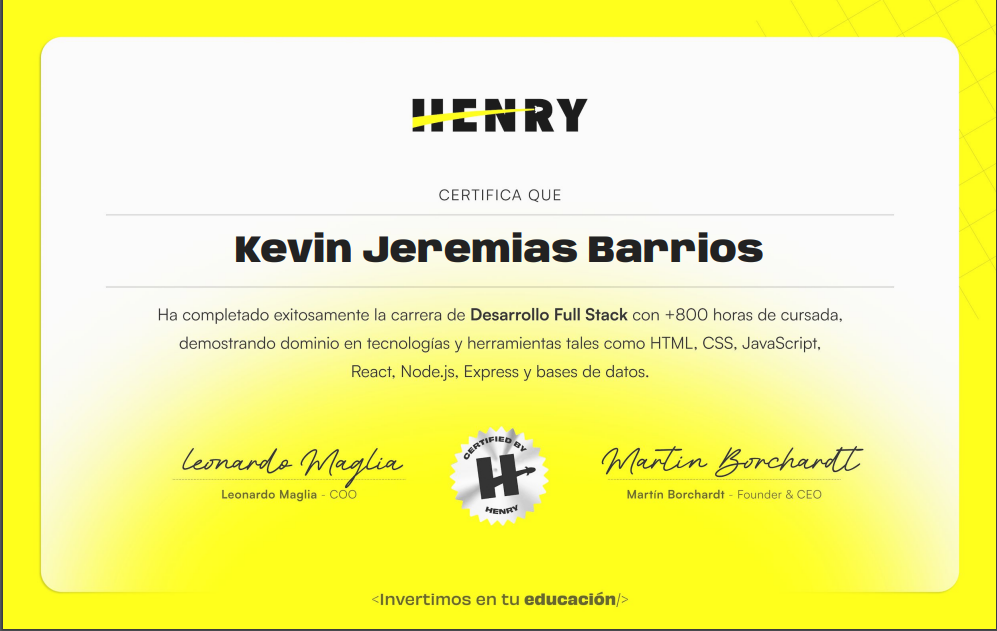 HENRY
CERTIFICA QUE
Kevin Jeremias Barrios
Ha completado exitosamente la carrera de Desarrollo Full Stack con +800 horas de cursada,
demostrando dominio en tecnologías y herramientas tales como HTML, CSS, JavaScript,
React, Node.js, Express y bases de datos.
Leonardo Maglia
Leonardo Maglia - COO
CERTIFIED BY
H
HENRY
Martin Borchardt
Martín Borchardt - Founder & CEO
<Invertimos en tu educación/>